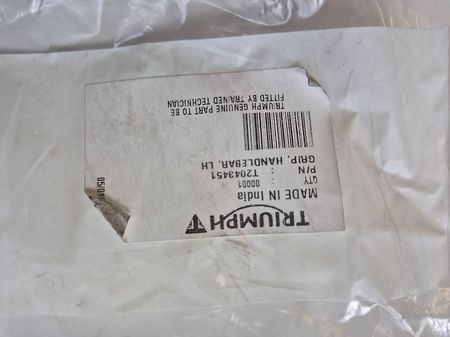 TRIUMPH
MADE IN India
QTY : 00001
P/N : T2043451
GRIP, HANDLEBAR, LH
TRIUMPH GENUINE PART TO BE
FITTED BY TRAINED TECHNICIAN